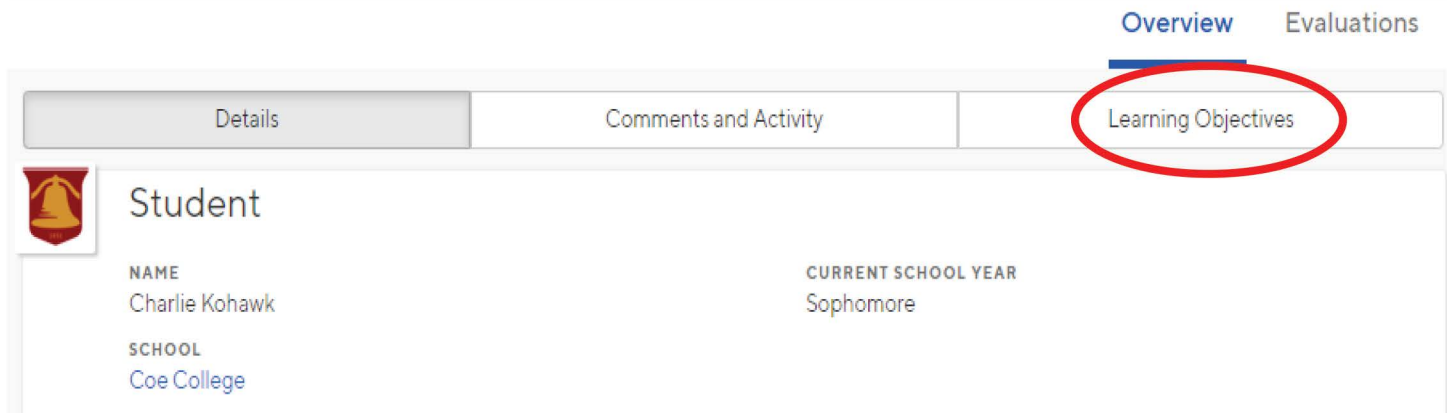 Overview Evaluations
Details Comments and Activity Learning Objectives
Student
NAME CURRENT SCHOOL YEAR
Charlie Kohawk Sophomore
SCHOOL
Coe College